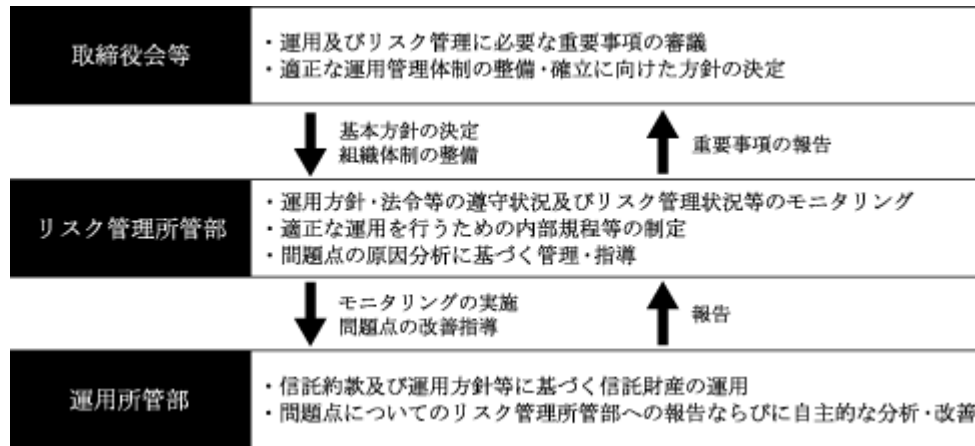 取締役会等
・運用及びリスク管理に必要な重要事項の審議
・適正な運用管理体制の整備・確立に向けた方針の決定
基本方針の決定
組織体制の整備
重要事項の報告
リスク管理所管部
・運用方針・法令等の遵守状況及びリスク管理状況等のモニタリング
・適正な運用を行うための内部規程等の制定
・問題点の原因分析に基づく管理・指導
モニタリングの実施
問題点の改善指導
報告
運用所管部
・信託約款及び運用方針等に基づく信託財産の運用
・問題点についてのリスク管理所管部への報告ならびに自主的な分析・改善